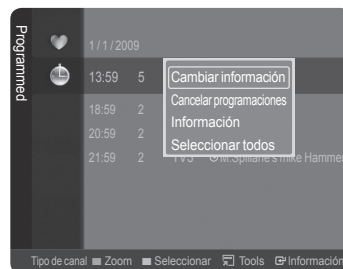 Programmed
1 / 1 / 2009
13:59 5
Cambiar información
Cancelar programaciones
Información
Seleccionar todos
18:59 2
20:59 2
21:59 2 TV3 M.Spillane's mike Hammer
Tipo de canal Zoom Seleccionar Tools Información